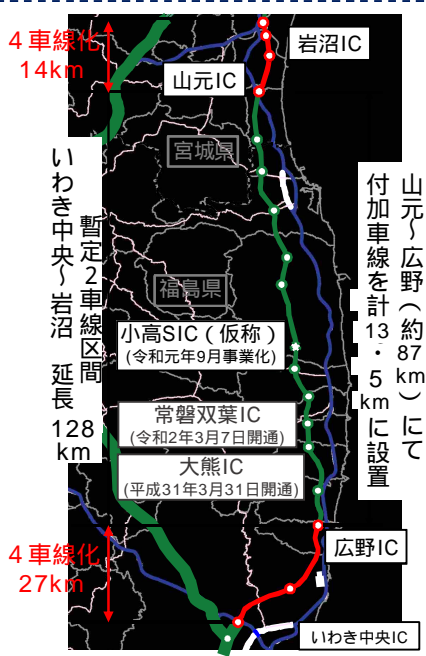 4車線化
14km
岩沼IC
山元IC
宮城県
いわき中央~岩沼 延長128km
暫定2車線区間
山元~広野(約87km)にて
付加車線を計13・5kmに設置
福島県
小高SIC(仮称)
(令和元年9月事業化)
常磐双葉IC
(令和2年3月7日開通)
大熊IC
(平成31年3月31日開通)
4車線化
27km
広野IC
いわき中央IC